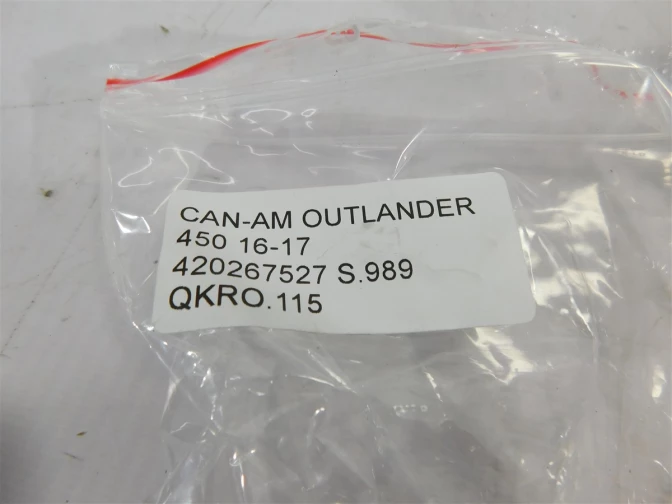 CAN-AM OUTLANDER
450 16-17
420267527 S.989
QKRO.115